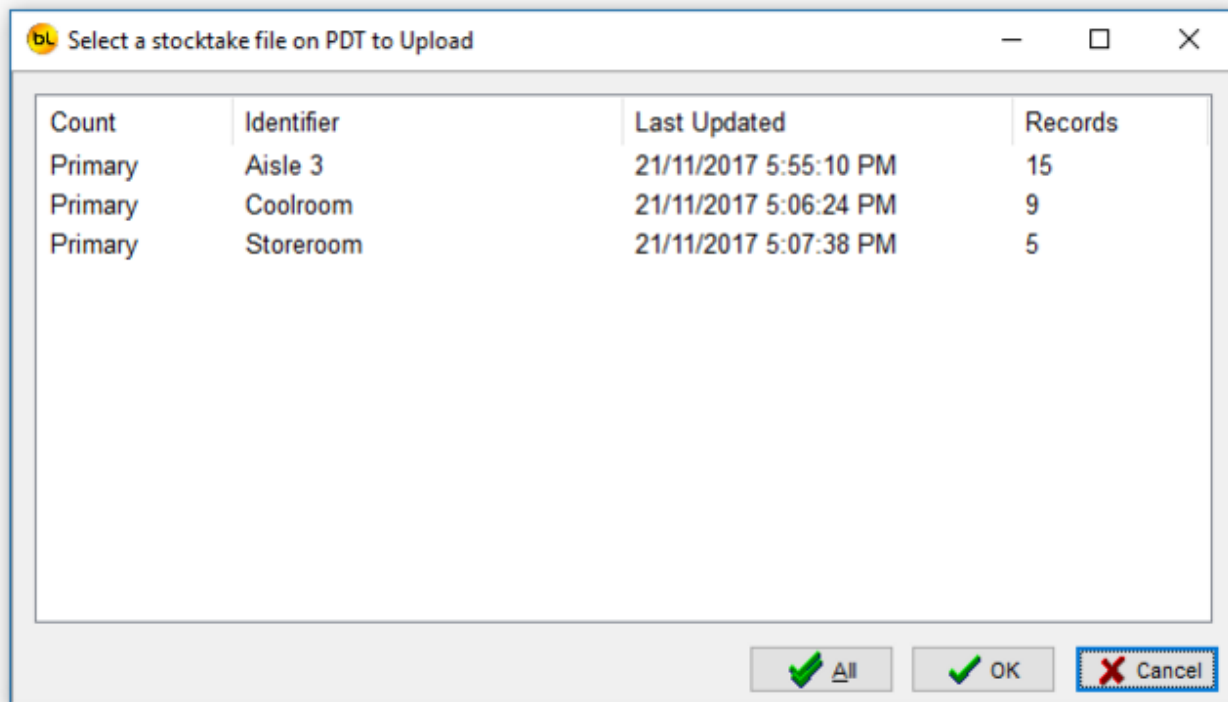 bL Select a stocktake file on PDT to Upload
Count Identifier Last Updated Records
Primary Aisle 3 21/11/2017 5:55:10 PM 15
Primary Coolroom 21/11/2017 5:06:24 PM 9
Primary Storeroom 21/11/2017 5:07:38 PM 5
All OK Cancel